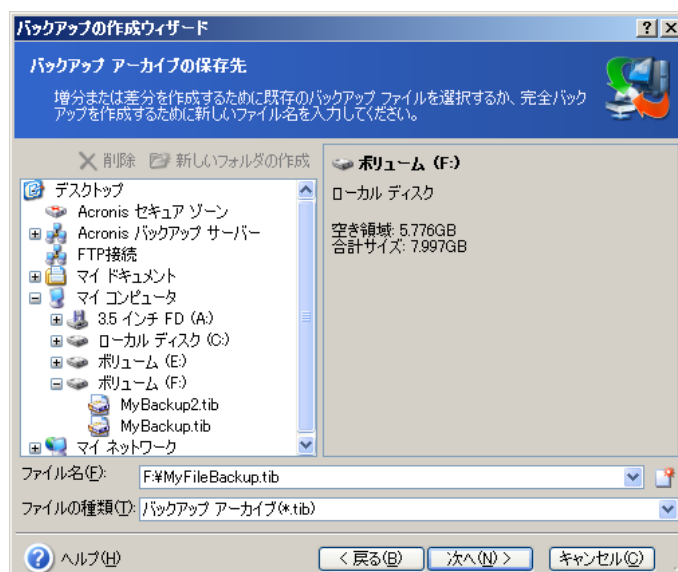 バックアップの作成ウィザード
バックアップ アーカイブの保存先
増分または差分を作成するために既存のバックアップ ファイルを選択するか、完全バック
アップを作成するために新しいファイル名を入力してください。
削除 新しいフォルダの作成
デスクトップ
Acronis セキュア ゾーン
Acronis バックアップ サーバー
FTP接続
マイ ドキュメント
マイ コンピュータ
3.5 インチ FD (A:)
ローカル ディスク (C:)
ボリューム (E:)
ボリューム (F:)
MyBackup2.tib
MyBackup.tib
マイ ネットワーク
ボリューム (F:)
ローカル ディスク
空き領域: 5.776GB
合計サイズ: 7.997GB
ファイル名(F): F:¥MyFileBackup.tib
ファイルの種類(T): バックアップ アーカイブ(*.tib)
ヘルプ(H) < 戻る(B) 次へ(N) > キャンセル(C)